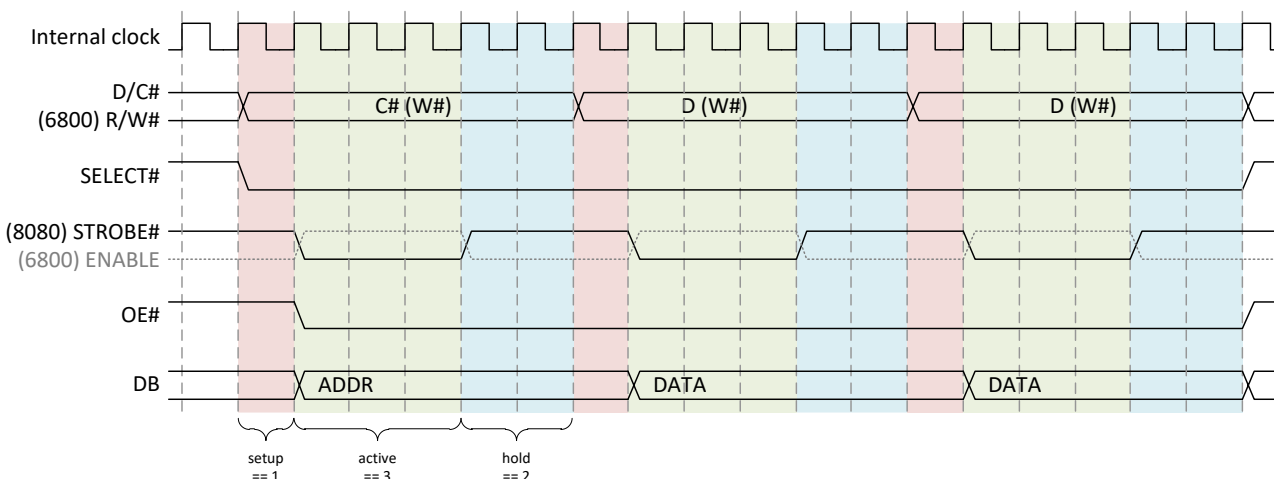 Internal clock
D/C#
(6800) R/W#
C# (W#) D (W#) D (W#)
SELECT#
(8080) STROBE#
(6800) ENABLE
OE#
DB ADDR DATA DATA
setup active hold
== 1 == 3 == 2